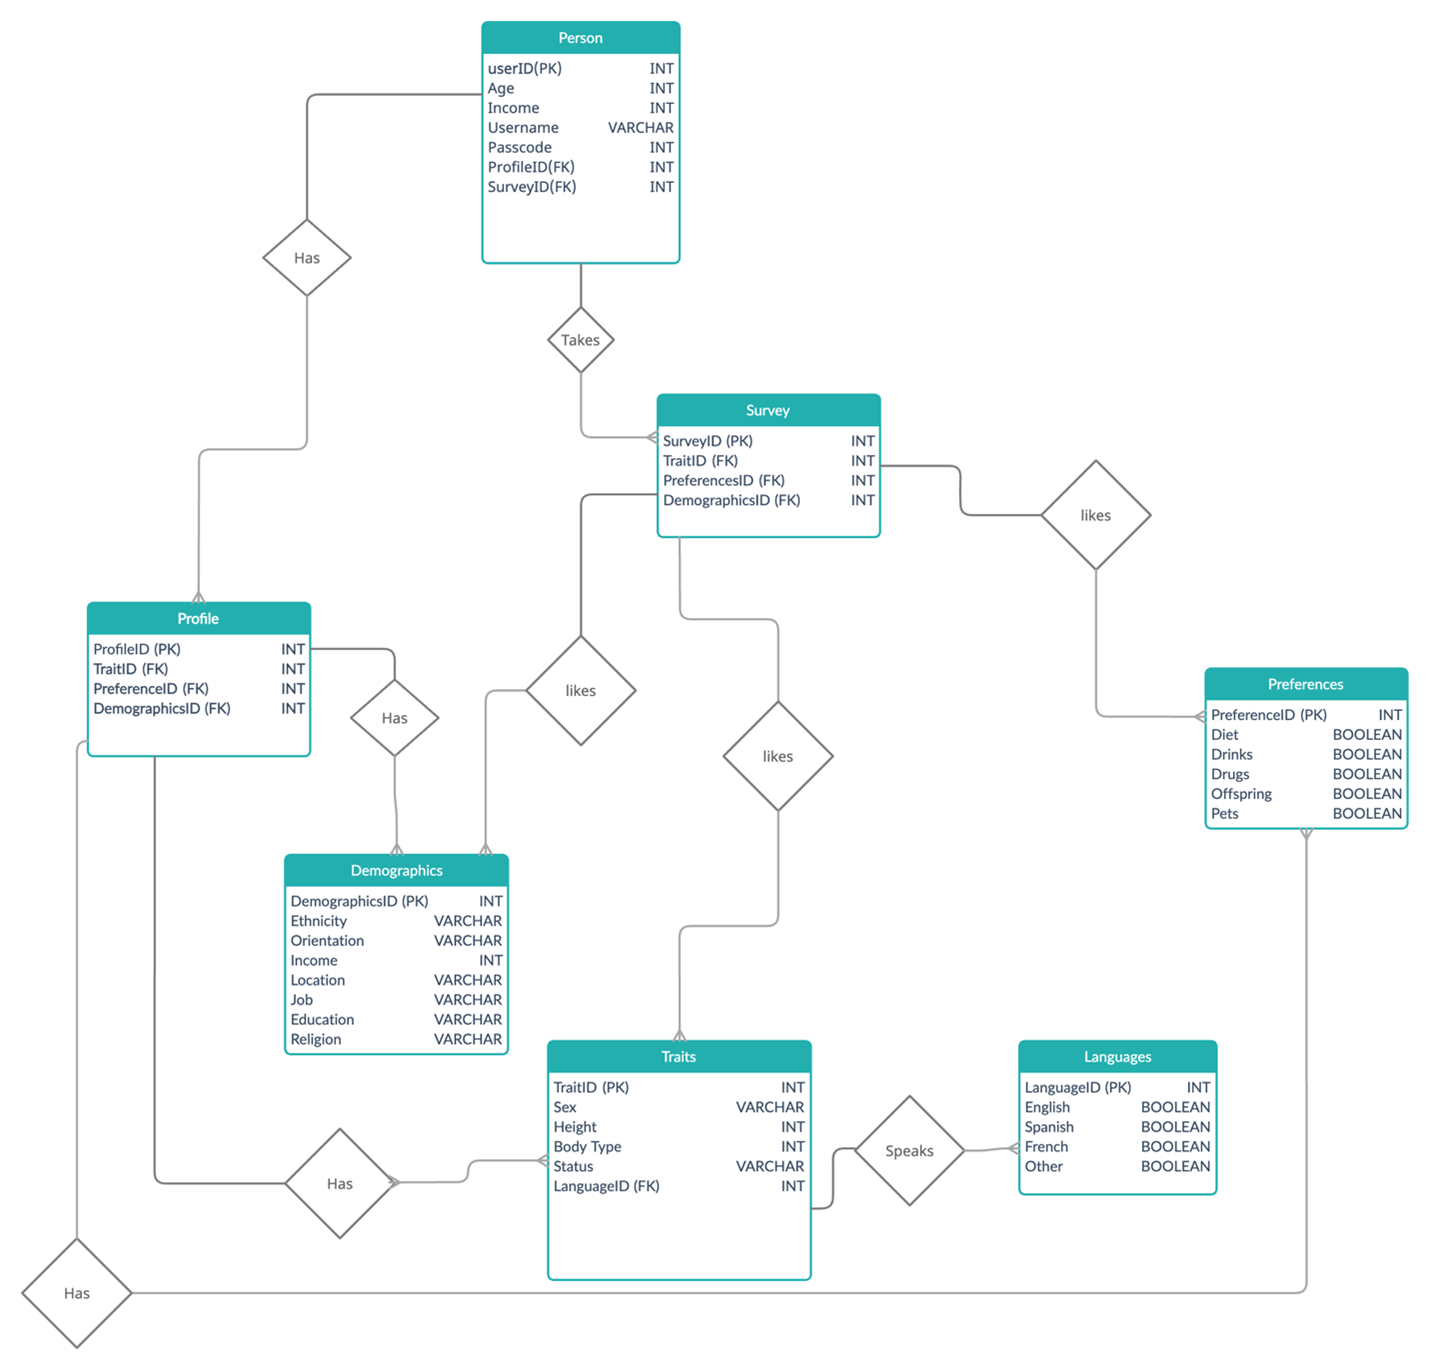 Person
userID(PK) INT
Age INT
Income INT
Username VARCHAR
Passcode INT
ProfileID(FK) INT
SurveyID(FK) INT
Has
Takes
Survey
SurveyID (PK) INT
TraitID (FK) INT
PreferencesID (FK) INT
DemographicsID (FK) INT
likes
Profile
ProfileID (PK) INT
TraitID (FK) INT
PreferenceID (FK) INT
DemographicsID (FK) INT
Has
likes
likes
Preferences
PreferenceID (PK) INT
Diet BOOLEAN
Drinks BOOLEAN
Drugs BOOLEAN
Offspring BOOLEAN
Pets BOOLEAN
Demographics
DemographicsID (PK) INT
Ethnicity VARCHAR
Orientation VARCHAR
Income INT
Location VARCHAR
Job VARCHAR
Education VARCHAR
Religion VARCHAR
Traits
TraitID (PK) INT
Sex VARCHAR
Height INT
Body Type INT
Status VARCHAR
LanguageID (FK) INT
Speaks
Languages
LanguageID (PK) INT
English BOOLEAN
Spanish BOOLEAN
French BOOLEAN
Other BOOLEAN
Has
Has